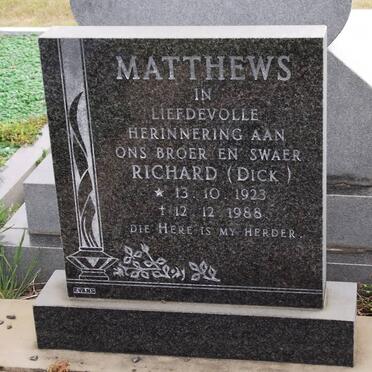 MATTHEWS
IN
LIEFDEVOLLE
HERINNERING AAN
ONS BROER EN SWAER
RICHARD (DICK)
★ 13. 10. 1923
† 12. 12. 1988
DIE HERE IS MY HERDER.
EVANS